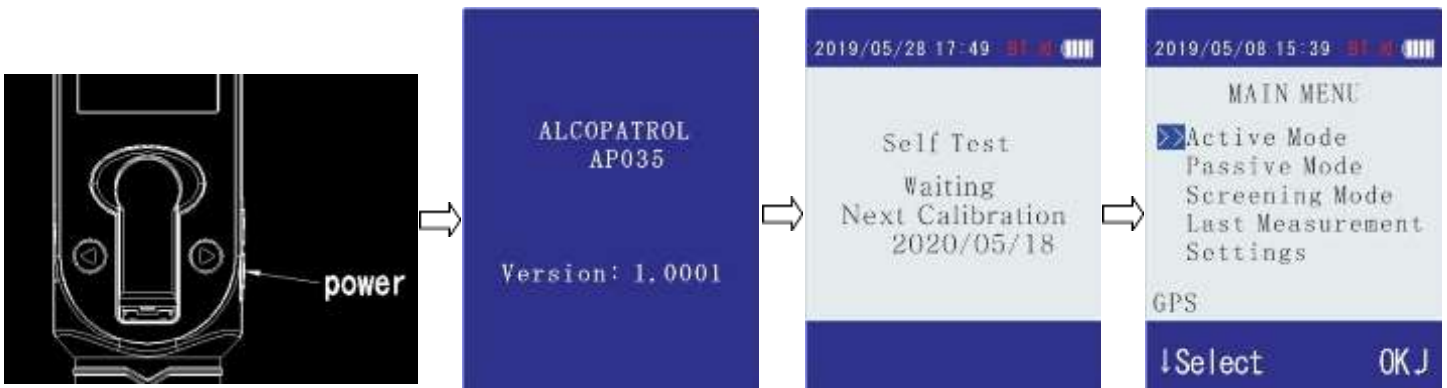 power
ALCOPATROL
AP035
Version: 1.0001
2019/05/28 17:49
Self Test
Waiting
Next Calibration
2020/05/18
2019/05/08 15:39
MAIN MENU
>>Active Mode
Passive Mode
Screening Mode
Last Measurement
Settings
GPS
↓Select OK